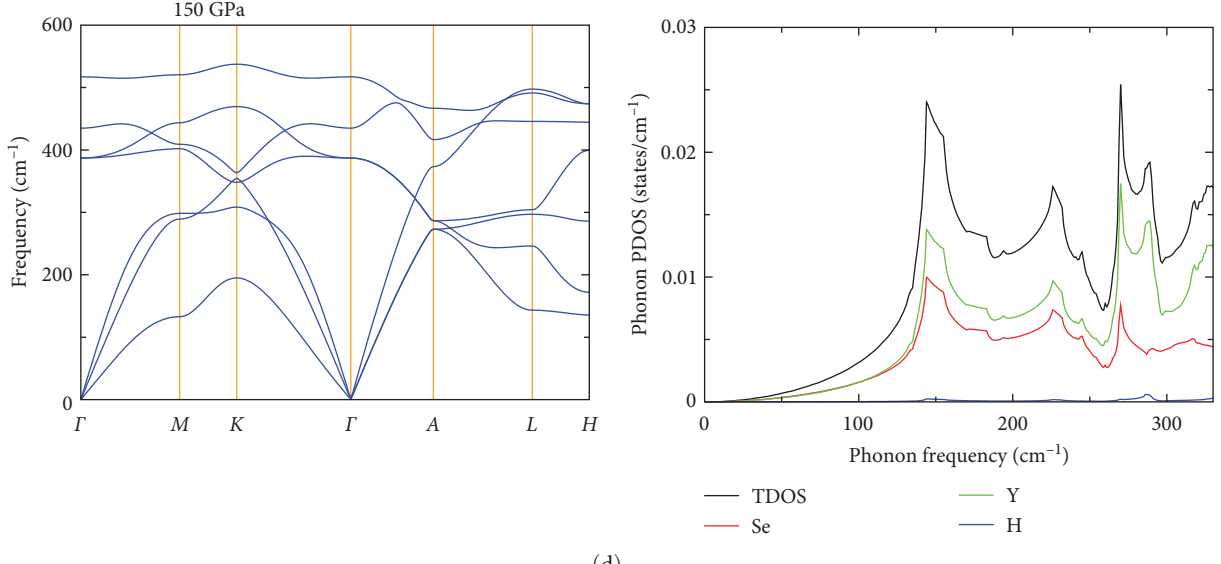 150 GPa
600
400
200
0
Frequency (cm−1)
Γ M K Γ A L H
0.03
0.02
0.01
0
Phonon PDOS (states/cm−1)
0 100 200 300
Phonon frequency (cm−1)
TDOS Y
Se H
(d)